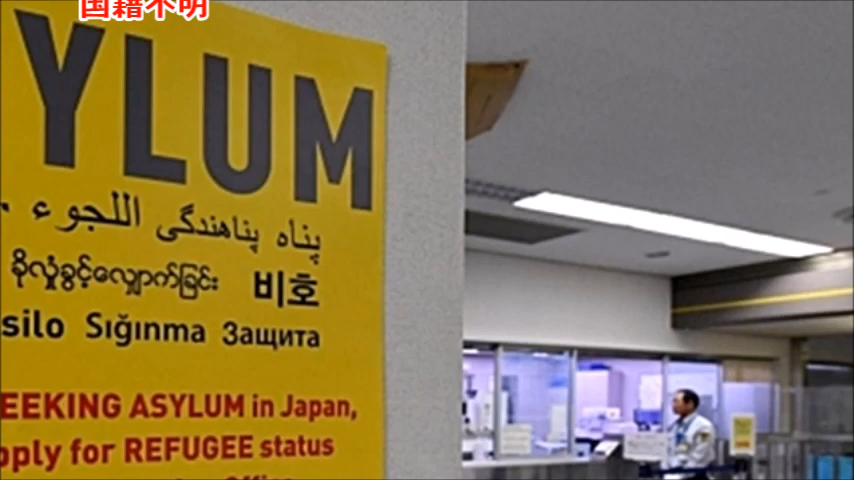 国籍不明
YLUM
پناه پناهندگی اللجوء
ခိုလှုံခွင့်လျှောက်ခြင်း 비호
silo Sığınma Защита
EEKING ASYLUM in Japan,
pply for REFUGEE status